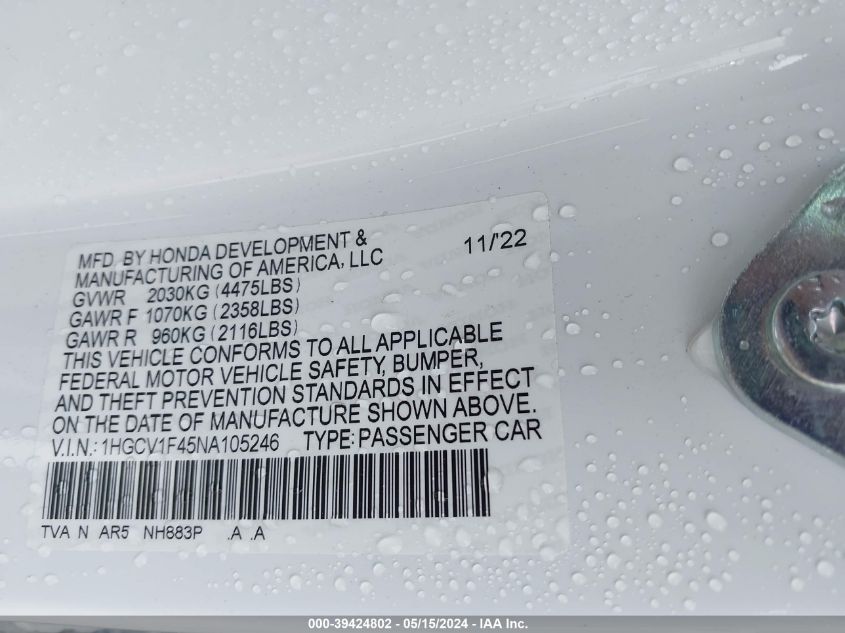 MFD. BY HONDA DEVELOPMENT & 11/'22
MANUFACTURING OF AMERICA, LLC
GVWR 2030KG (4475LBS)
GAWR F 1070KG (2358LBS)
GAWR R 960KG (2116LBS)
THIS VEHICLE CONFORMS TO ALL APPLICABLE
FEDERAL MOTOR VEHICLE SAFETY, BUMPER,
AND THEFT PREVENTION STANDARDS IN EFFECT
ON THE DATE OF MANUFACTURE SHOWN ABOVE.
V.I.N.: 1HGCV1F45NA105246 TYPE: PASSENGER CAR
TVA N AR5 NH883P .A .A
000-39424802 - 05/15/2024 - IAA Inc.